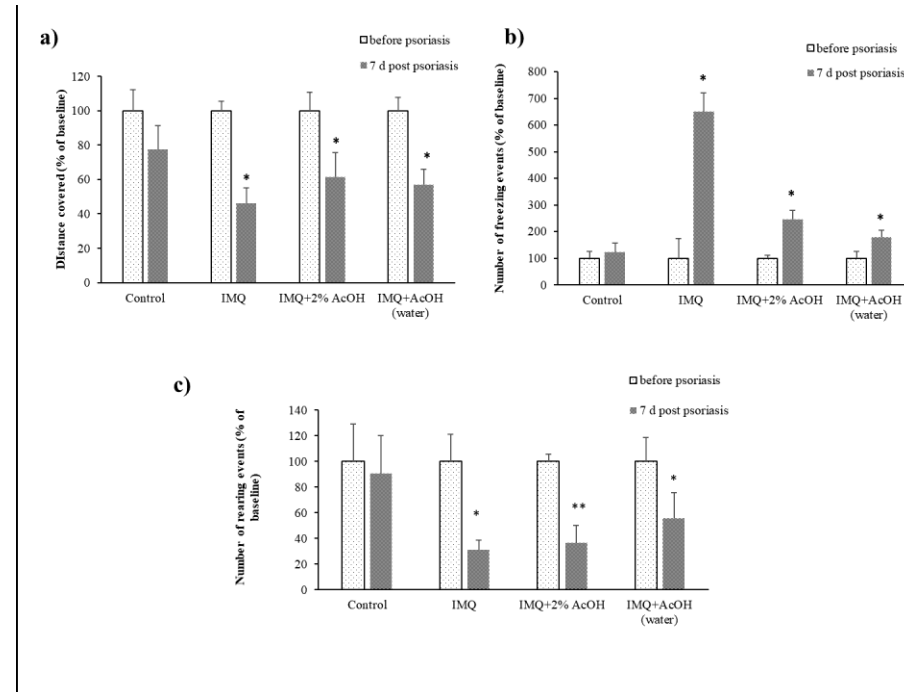 a)
before psoriasis
7 d post psoriasis
DIstance covered (% of baseline)
120
100
80
60
40
20
0
*
*
*
Control
IMQ
IMQ+2% AcOH
IMQ+AcOH
(water)
b)
before psoriasis
7 d post psoriasis
Number of freezing events (% of baseline)
800
700
600
500
400
300
200
100
0
*
*
*
Control
IMQ
IMQ+2% AcOH
IMQ+AcOH
(water)
c)
before psoriasis
7 d post psoriasis
Number of rearing events (% of
baseline)
140
120
100
80
60
40
20
0
*
**
*
Control
IMQ
IMQ+2% AcOH
IMQ+AcOH
(water)